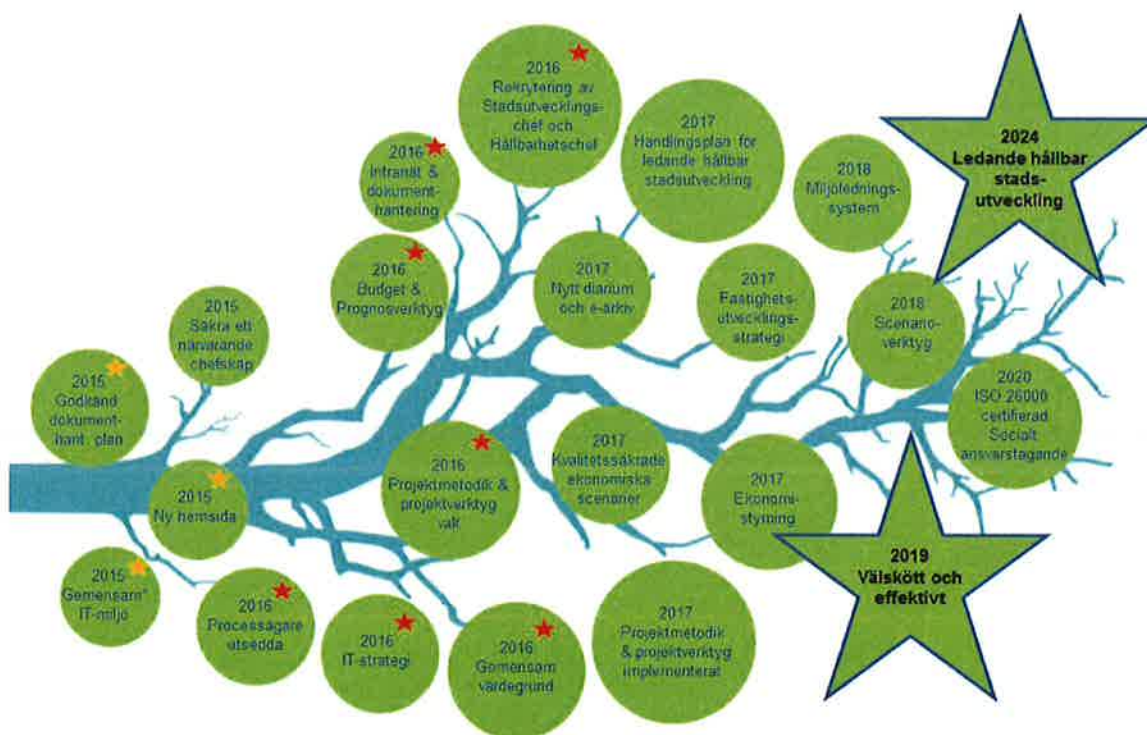 2016
Rekrytering av
Stadsutvecklings-
chef och
Hållbarhetschef
2017
Handlingsplan för
ledande hållbar
stadsutveckling
2024
Ledande hållbar
stads-
utveckling
2016
Intranät &
dokument-
hantering
2018
Miljölednings-
system
2016
Budget &
Prognosverktyg
2017
Nytt diarium
och e-arkiv
2017
Fastighets-
utvecklings-
strategi
2018
Scenario-
verktyg
2015
Säkra ett
närvarande
chefskap
2015
Godkänd
dokument-
hant. plan
2020
ISO 26000
certifierad
Socialt
ansvarstagande
2016
Projektmetodik &
projektverktyg
valt
2017
Kvalitetssäkrade
ekonomiska
scenarier
2017
Ekonomi-
styrning
2015
Ny hemsida
2019
Välskött och
effektivt
2015
Gemensam*
IT-miljö
2016
Processägare
utsedda
2016
IT-strategi
2016
Gemensam
värdegrund
2017
Projektmetodik
& projektverktyg
implementerat